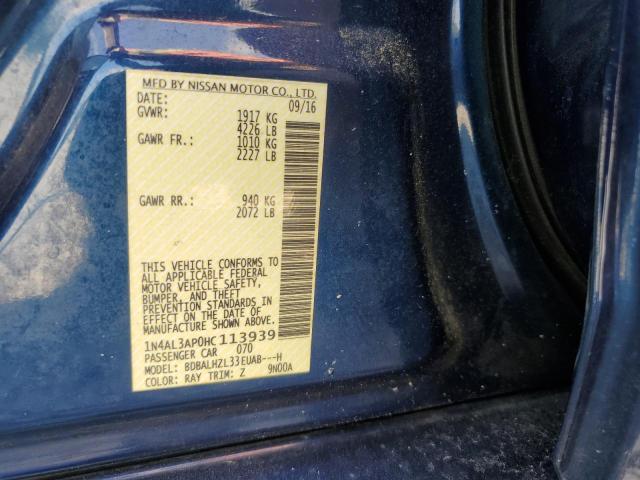 MFD BY NISSAN MOTOR CO., LTD.
DATE: 09/16
GVWR: 1917 KG
4226 LB
GAWR FR.: 1010 KG
2227 LB
GAWR RR.: 940 KG
2072 LB
THIS VEHICLE CONFORMS TO
ALL APPLICABLE FEDERAL
MOTOR VEHICLE SAFETY,
BUMPER, AND THEFT
PREVENTION STANDARDS IN
EFFECT ON THE DATE OF
MANUFACTURE SHOWN ABOVE.
1N4AL3AP0HC113939
PASSENGER CAR 070
MODEL: BDBALHZL33EUAB---H
COLOR: RAY TRIM: Z 9N00A